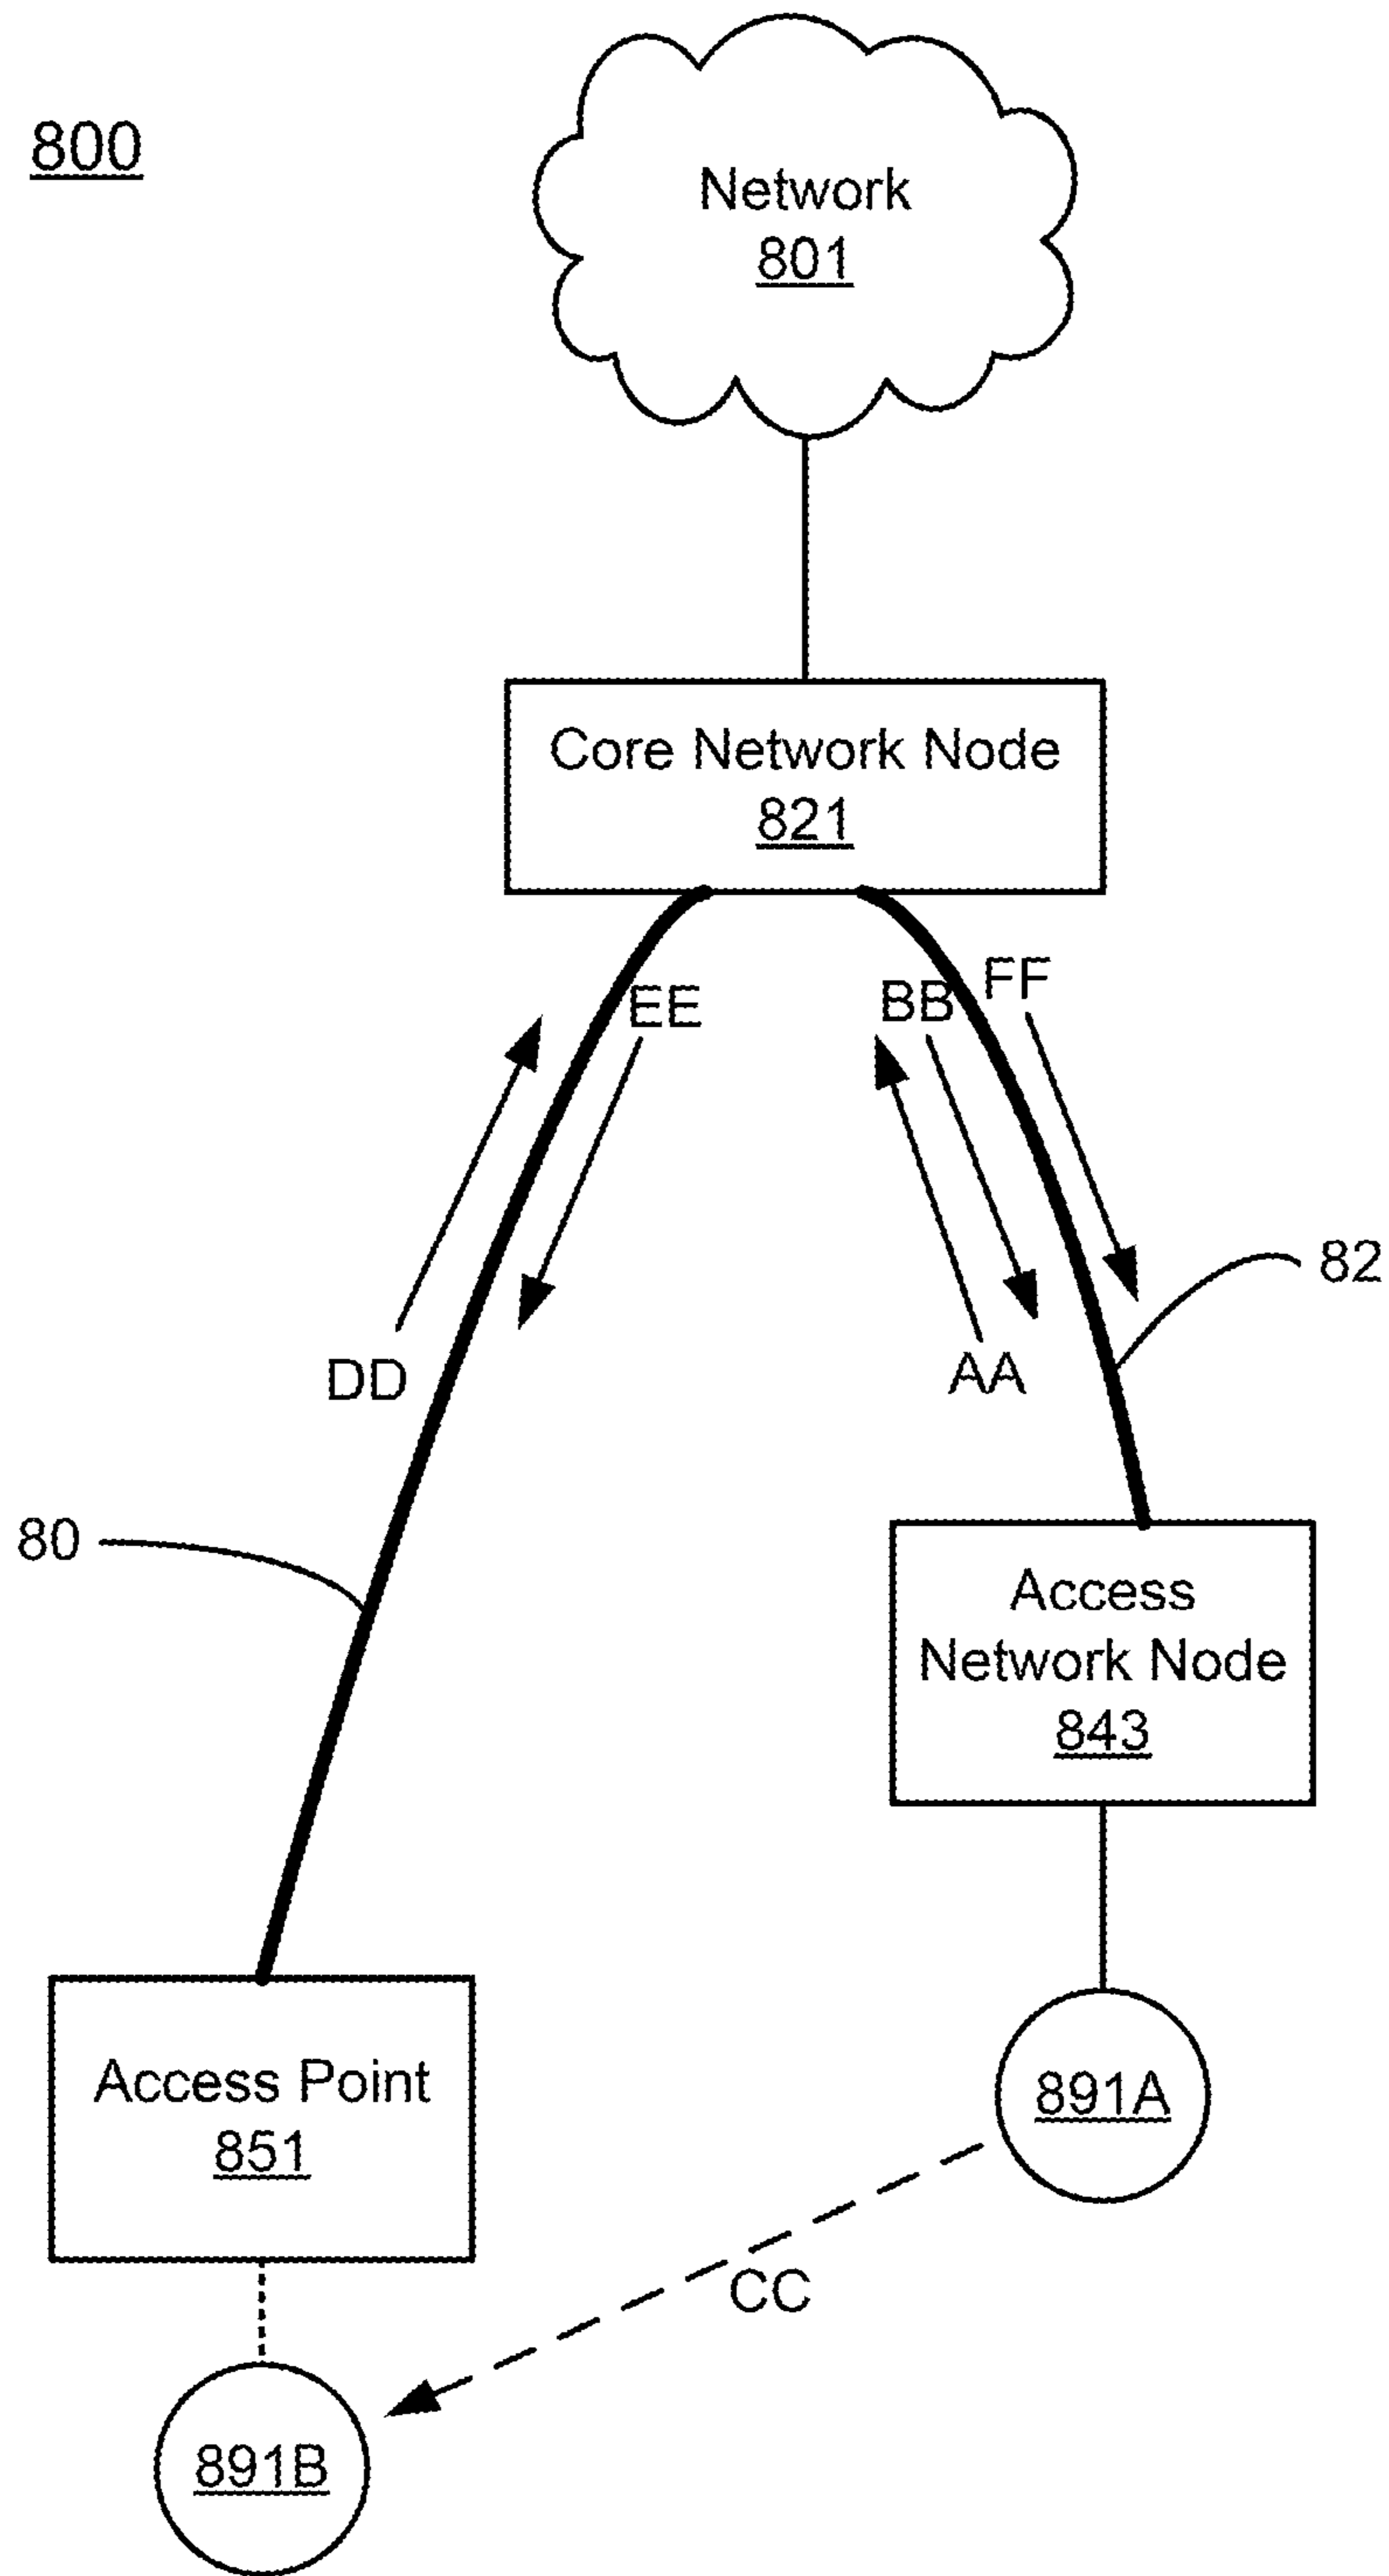 800
Network
801
Core Network Node
821
EE
BB
FF
82
DD
AA
80
Access
Network Node
843
Access Point
851
891A
CC
891B